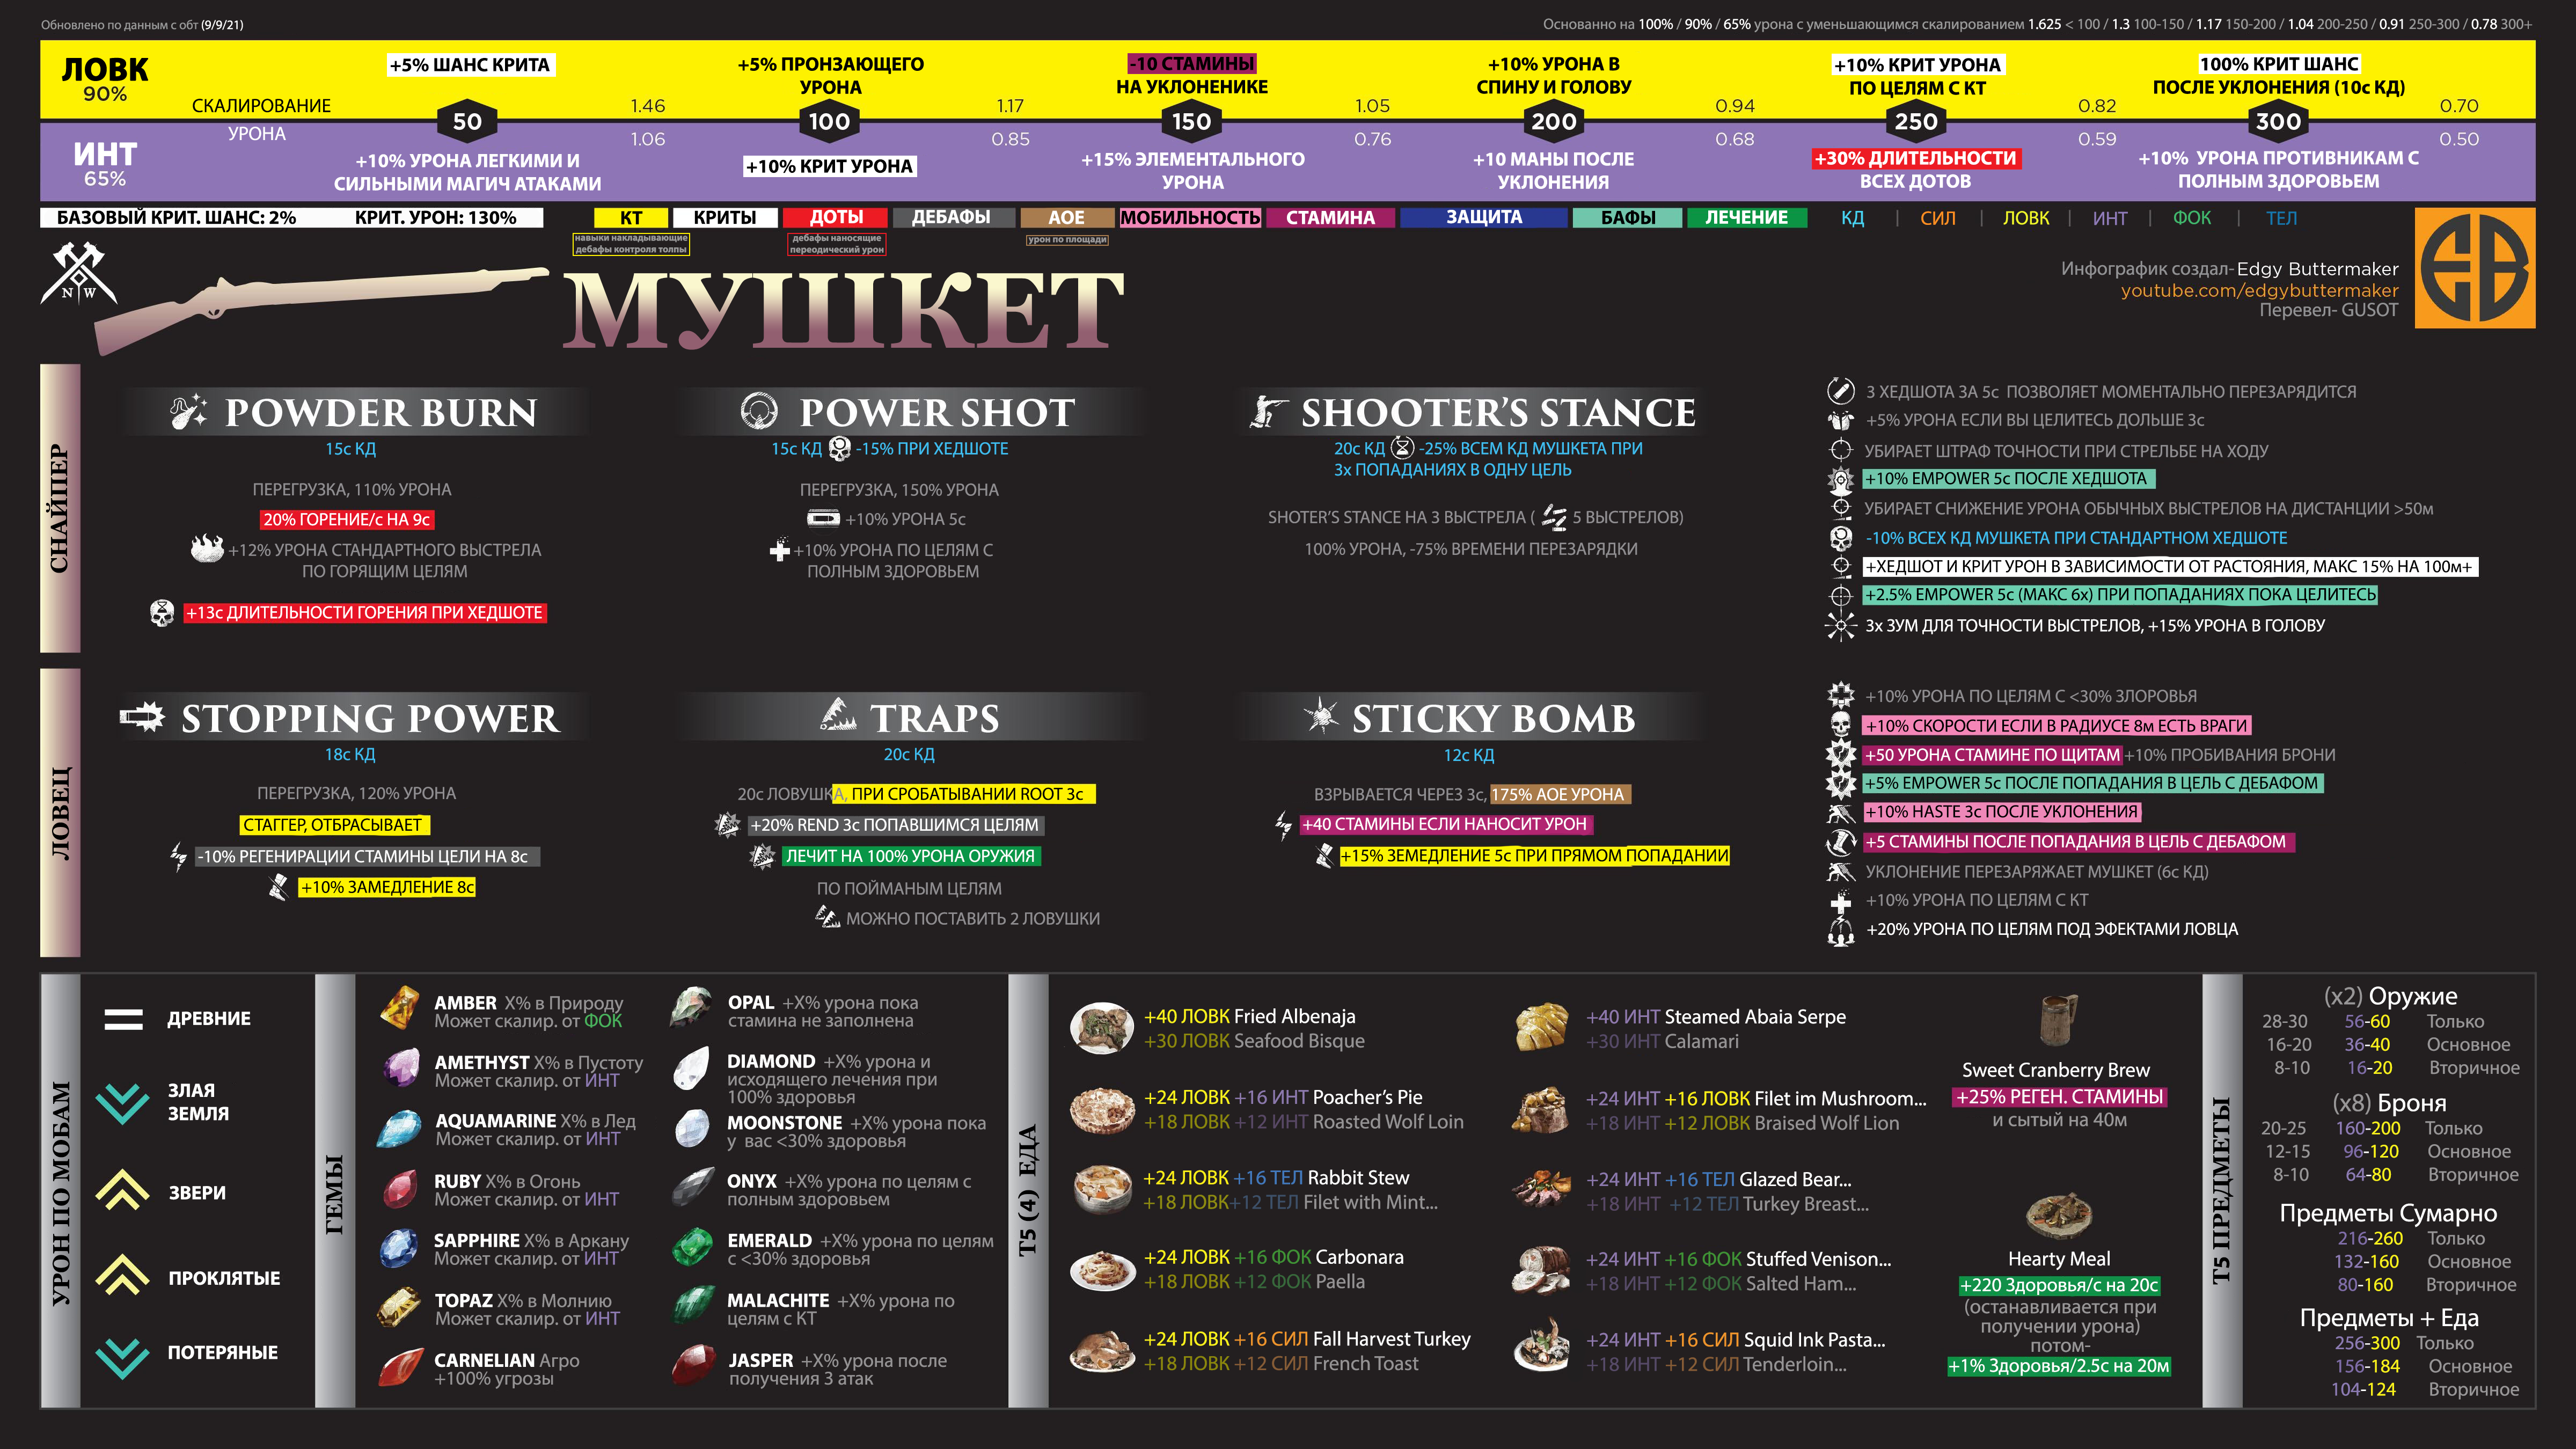 Обновлено по данным с обт (9/9/21)
Основанно на 100% / 90% / 65% урона с уменьшающимся скалированием 1.625 < 100 / 1.3 100-150 / 1.17 150-200 / 1.04 200-250 / 0.91 250-300 / 0.78 300+
ЛОВК
90%
СКАЛИРОВАНИЕ
УРОНА
ИНТ
65%
+5% ШАНС КРИТА
+5% ПРОНЗАЮЩЕГО
УРОНА
-10 СТАМИНЫ
НА УКЛОНЕНИКЕ
+10% УРОНА В
СПИНУ И ГОЛОВУ
+10% КРИТ УРОНА
ПО ЦЕЛЯМ С КТ
100% КРИТ ШАНС
ПОСЛЕ УКЛОНЕНИЯ (10с КД)
1.46 1.17 1.05 0.94 0.82 0.70
50 100 150 200 250 300
1.06 0.85 0.76 0.68 0.59 0.50
+10% УРОНА ЛЕГКИМИ И
СИЛЬНЫМИ МАГИЧ АТАКАМИ
+10% КРИТ УРОНА
+15% ЭЛЕМЕНТАЛЬНОГО
УРОНА
+10 МАНЫ ПОСЛЕ
УКЛОНЕНИЯ
+30% ДЛИТЕЛЬНОСТИ
ВСЕХ ДОТОВ
+10% УРОНА ПРОТИВНИКАМ С
ПОЛНЫМ ЗДОРОВЬЕМ
БАЗОВЫЙ КРИТ. ШАНС: 2% КРИТ. УРОН: 130%
КТ КРИТЫ ДОТЫ ДЕБАФЫ АОЕ МОБИЛЬНОСТЬ СТАМИНА ЗАЩИТА БАФЫ ЛЕЧЕНИЕ КД | СИЛ | ЛОВК | ИНТ | ФОК | ТЕЛ
навыки накладывающие
дебафы контроля толпы
дебафы наносящие
переодический урон
урон по площади
N W
МУШКЕТ
Инфографик создал- Edgy Buttermaker
youtube.com/edgybuttermaker
Перевел- GUSOT
EB
СНАЙПЕР
POWDER BURN
15с КД
ПЕРЕГРУЗКА, 110% УРОНА
20% ГОРЕНИЕ/с НА 9с
+12% УРОНА СТАНДАРТНОГО ВЫСТРЕЛА
ПО ГОРЯЩИМ ЦЕЛЯМ
+13с ДЛИТЕЛЬНОСТИ ГОРЕНИЯ ПРИ ХЕДШОТЕ
POWER SHOT
15с КД -15% ПРИ ХЕДШОТЕ
ПЕРЕГРУЗКА, 150% УРОНА
+10% УРОНА 5с
+10% УРОНА ПО ЦЕЛЯМ С
ПОЛНЫМ ЗДОРОВЬЕМ
SHOOTER'S STANCE
20с КД -25% ВСЕМ КД МУШКЕТА ПРИ
3х ПОПАДАНИЯХ В ОДНУ ЦЕЛЬ
SHOTER'S STANCE НА 3 ВЫСТРЕЛА ( 5 ВЫСТРЕЛОВ)
100% УРОНА, -75% ВРЕМЕНИ ПЕРЕЗАРЯДКИ
3 ХЕДШОТА ЗА 5с ПОЗВОЛЯЕТ МОМЕНТАЛЬНО ПЕРЕЗАРЯДИТСЯ
+5% УРОНА ЕСЛИ ВЫ ЦЕЛИТЕСЬ ДОЛЬШЕ 3с
УБИРАЕТ ШТРАФ ТОЧНОСТИ ПРИ СТРЕЛЬБЕ НА ХОДУ
+10% EMPOWER 5с ПОСЛЕ ХЕДШОТА
УБИРАЕТ СНИЖЕНИЕ УРОНА ОБЫЧНЫХ ВЫСТРЕЛОВ НА ДИСТАНЦИИ >50м
-10% ВСЕХ КД МУШКЕТА ПРИ СТАНДАРТНОМ ХЕДШОТЕ
+ХЕДШОТ И КРИТ УРОН В ЗАВИСИМОСТИ ОТ РАСТОЯНИЯ, МАКС 15% НА 100м+
+2.5% EMPOWER 5с (МАКС 6х) ПРИ ПОПАДАНИЯХ ПОКА ЦЕЛИТЕСЬ
3х ЗУМ ДЛЯ ТОЧНОСТИ ВЫСТРЕЛОВ, +15% УРОНА В ГОЛОВУ
ЛОВЕЦ
STOPPING POWER
18с КД
ПЕРЕГРУЗКА, 120% УРОНА
СТАГГЕР, ОТБРАСЫВАЕТ
-10% РЕГЕНИРАЦИИ СТАМИНЫ ЦЕЛИ НА 8с
+10% ЗАМЕДЛЕНИЕ 8с
TRAPS
20с КД
20с ЛОВУШКА, ПРИ СРОБАТЫВАНИИ ROOT 3с
+20% REND 3с ПОПАВШИМСЯ ЦЕЛЯМ
ЛЕЧИТ НА 100% УРОНА ОРУЖИЯ
ПО ПОЙМАНЫМ ЦЕЛЯМ
МОЖНО ПОСТАВИТЬ 2 ЛОВУШКИ
STICKY BOMB
12с КД
ВЗРЫВАЕТСЯ ЧЕРЕЗ 3с, 175% АОЕ УРОНА
+40 СТАМИНЫ ЕСЛИ НАНОСИТ УРОН
+15% ЗЕМЕДЛЕНИЕ 5с ПРИ ПРЯМОМ ПОПАДАНИИ
+10% УРОНА ПО ЦЕЛЯМ С <30% ЗЛОРОВЬЯ
+10% СКОРОСТИ ЕСЛИ В РАДИУСЕ 8м ЕСТЬ ВРАГИ
+50 УРОНА СТАМИНЕ ПО ЩИТАМ +10% ПРОБИВАНИЯ БРОНИ
+5% EMPOWER 5с ПОСЛЕ ПОПАДАНИЯ В ЦЕЛЬ С ДЕБАФОМ
+10% HASTE 3с ПОСЛЕ УКЛОНЕНИЯ
+5 СТАМИНЫ ПОСЛЕ ПОПАДАНИЯ В ЦЕЛЬ С ДЕБАФОМ
УКЛОНЕНИЕ ПЕРЕЗАРЯЖАЕТ МУШКЕТ (6с КД)
+10% УРОНА ПО ЦЕЛЯМ С КТ
+20% УРОНА ПО ЦЕЛЯМ ПОД ЭФЕКТАМИ ЛОВЦА
УРОН ПО МОБАМ
ДРЕВНИЕ
ЗЛАЯ
ЗЕМЛЯ
ЗВЕРИ
ПРОКЛЯТЫЕ
ПОТЕРЯНЫЕ
ГЕМЫ
AMBER X% в Природу
Может скалир. от ФОК
AMETHYST X% в Пустоту
Может скалир. от ИНТ
AQUAMARINE X% в Лед
Может скалир. от ИНТ
RUBY X% в Огонь
Может скалир. от ИНТ
SAPPHIRE X% в Аркану
Может скалир. от ИНТ
TOPAZ X% в Молнию
Может скалир. от ИНТ
CARNELIAN Агро
+100% угрозы
OPAL +X% урона пока
стамина не заполнена
DIAMOND +X% урона и
исходящего лечения при
100% здоровья
MOONSTONE +X% урона пока
у вас <30% здоровья
ONYX +X% урона по целям с
полным здоровьем
EMERALD +X% урона по целям
с <30% здоровья
MALACHITE +X% урона по
целям с КТ
JASPER +X% урона после
получения 3 атак
Т5 (4) ЕДА
+40 ЛОВК Fried Albenaja
+30 ЛОВК Seafood Bisque
+24 ЛОВК +16 ИНТ Poacher's Pie
+18 ЛОВК +12 ИНТ Roasted Wolf Loin
+24 ЛОВК +16 ТЕЛ Rabbit Stew
+18 ЛОВК+12 ТЕЛ Filet with Mint...
+24 ЛОВК +16 ФОК Carbonara
+18 ЛОВК +12 ФОК Paella
+24 ЛОВК +16 СИЛ Fall Harvest Turkey
+18 ЛОВК +12 СИЛ French Toast
+40 ИНТ Steamed Abaia Serpe
+30 ИНТ Calamari
+24 ИНТ +16 ЛОВК Filet im Mushroom...
+18 ИНТ +12 ЛОВК Braised Wolf Lion
+24 ИНТ +16 ТЕЛ Glazed Bear...
+18 ИНТ +12 ТЕЛ Turkey Breast...
+24 ИНТ +16 ФОК Stuffed Venison...
+18 ИНТ +12 ФОК Salted Ham...
+24 ИНТ +16 СИЛ Squid Ink Pasta...
+18 ИНТ +12 СИЛ Tenderloin...
Sweet Cranberry Brew
+25% РЕГЕН. СТАМИНЫ
и сытый на 40м
Hearty Meal
+220 Здоровья/с на 20с
(останавливается при
получении урона)
потом-
+1% Здоровья/2.5с на 20м
Т5 ПРЕДМЕТЫ
(x2) Оружие
28-30 56-60 Только
16-20 36-40 Основное
8-10 16-20 Вторичное
(x8) Броня
20-25 160-200 Только
12-15 96-120 Основное
8-10 64-80 Вторичное
Предметы Сумарно
216-260 Только
132-160 Основное
80-160 Вторичное
Предметы + Еда
256-300 Только
156-184 Основное
104-124 Вторичное